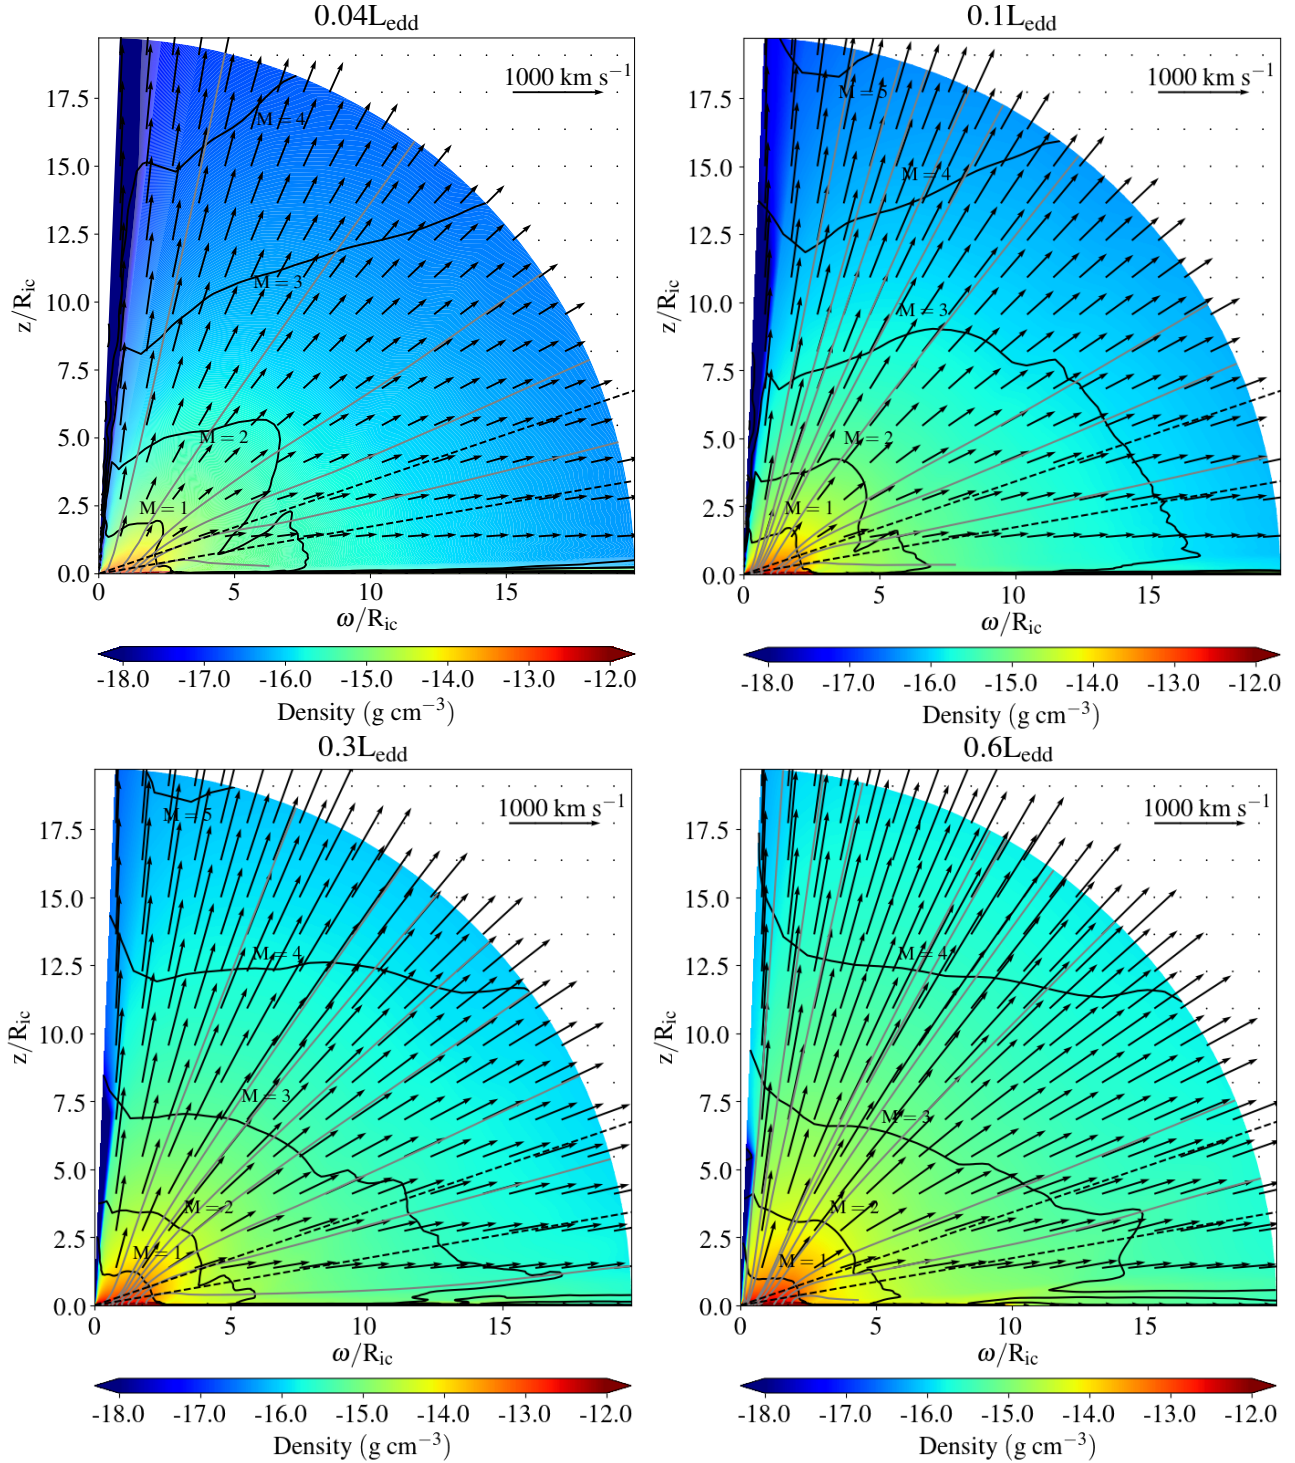 0.04L_edd
1000 km s⁻¹
M = 4
M = 3
M = 2
M = 1
17.5
15.0
12.5
10.0
7.5
5.0
2.5
0.0
z/R_ic
0 5 10 15
ω/R_ic
-18.0 -17.0 -16.0 -15.0 -14.0 -13.0 -12.0
Density (g cm⁻³)
0.1L_edd
1000 km s⁻¹
M = 5
M = 4
M = 3
M = 2
M = 1
17.5
15.0
12.5
10.0
7.5
5.0
2.5
0.0
z/R_ic
0 5 10 15
ω/R_ic
-18.0 -17.0 -16.0 -15.0 -14.0 -13.0 -12.0
Density (g cm⁻³)
0.3L_edd
1000 km s⁻¹
M = 5
M = 4
M = 3
M = 2
M = 1
17.5
15.0
12.5
10.0
7.5
5.0
2.5
0.0
z/R_ic
0 5 10 15
ω/R_ic
-18.0 -17.0 -16.0 -15.0 -14.0 -13.0 -12.0
Density (g cm⁻³)
0.6L_edd
1000 km s⁻¹
M = 4
M = 3
M = 2
M = 1
17.5
15.0
12.5
10.0
7.5
5.0
2.5
0.0
z/R_ic
0 5 10 15
ω/R_ic
-18.0 -17.0 -16.0 -15.0 -14.0 -13.0 -12.0
Density (g cm⁻³)